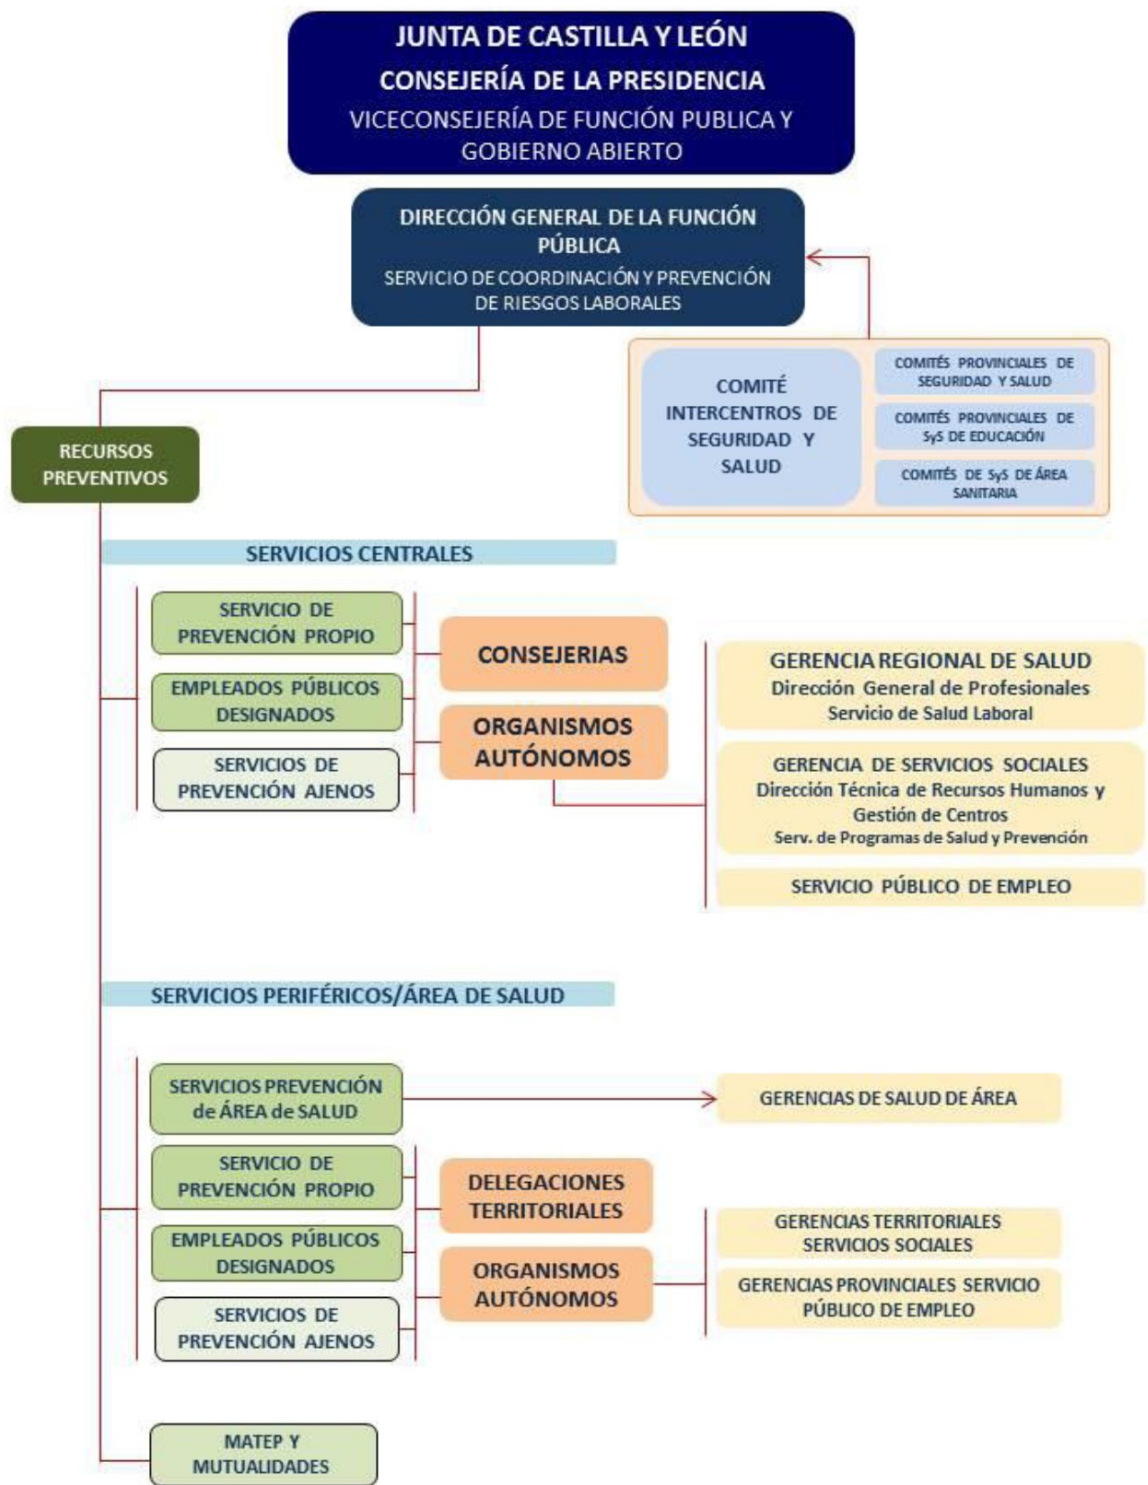 JUNTA DE CASTILLA Y LEÓN
CONSEJERÍA DE LA PRESIDENCIA
VICECONSEJERÍA DE FUNCIÓN PUBLICA Y
GOBIERNO ABIERTO
DIRECCIÓN GENERAL DE LA FUNCIÓN
PÚBLICA
SERVICIO DE COORDINACIÓN Y PREVENCIÓN
DE RIESGOS LABORALES
COMITÉ
INTERCENTROS DE
SEGURIDAD Y
SALUD
COMITÉS PROVINCIALES DE
SEGURIDAD Y SALUD
COMITÉS PROVINCIALES DE
SyS DE EDUCACIÓN
COMITÉS DE SyS DE ÁREA
SANITARIA
RECURSOS
PREVENTIVOS
SERVICIOS CENTRALES
SERVICIO DE
PREVENCIÓN PROPIO
EMPLEADOS PÚBLICOS
DESIGNADOS
SERVICIOS DE
PREVENCIÓN AJENOS
CONSEJERIAS
ORGANISMOS
AUTÓNOMOS
GERENCIA REGIONAL DE SALUD
Dirección General de Profesionales
Servicio de Salud Laboral
GERENCIA DE SERVICIOS SOCIALES
Dirección Técnica de Recursos Humanos y
Gestión de Centros
Serv. de Programas de Salud y Prevención
SERVICIO PÚBLICO DE EMPLEO
SERVICIOS PERIFÉRICOS/ÁREA DE SALUD
SERVICIOS PREVENCIÓN
de ÁREA de SALUD
GERENCIAS DE SALUD DE ÁREA
SERVICIO DE
PREVENCIÓN PROPIO
EMPLEADOS PÚBLICOS
DESIGNADOS
SERVICIOS DE
PREVENCIÓN AJENOS
DELEGACIONES
TERRITORIALES
ORGANISMOS
AUTÓNOMOS
GERENCIAS TERRITORIALES
SERVICIOS SOCIALES
GERENCIAS PROVINCIALES SERVICIO
PÚBLICO DE EMPLEO
MATEP Y
MUTUALIDADES